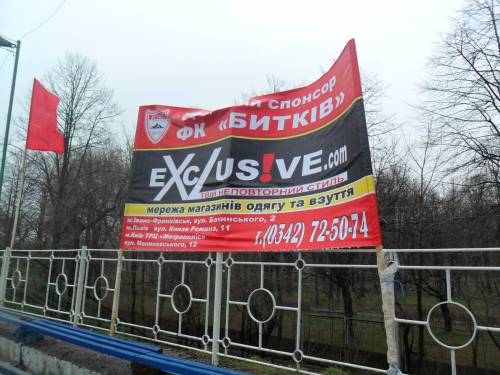 й Спонсор
ФК «БИТКІВ»
EXCLUS!VE.com
ТВІЙ НЕПОВТОРНИЙ СТИЛЬ
мережа магазинів одягу та взуття
м.Івано-Франківськ, вул. Бачинського, 2
м.Львів вул. Князя Романа, 11
м.Київ ТРЦ «Метрополіс»
вул. Малиновського, 12
т.(0342) 72-50-74